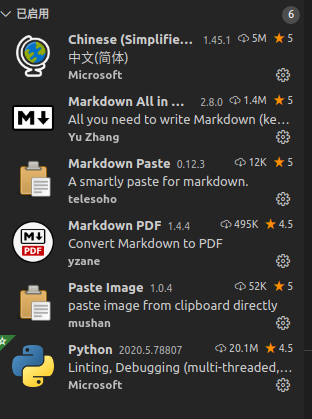 已启用 6
Chinese (Simplifie... 1.45.1 5M 5
中文(简体)
Microsoft
Markdown All in ... 2.8.0 1.4M 5
All you need to write Markdown (ke...
Yu Zhang
Markdown Paste 0.12.3 12K 5
A smartly paste for markdown.
telesoho
Markdown PDF 1.4.4 495K 4.5
Convert Markdown to PDF
yzane
Paste Image 1.0.4 52K 5
paste image from clipboard directly
mushan
Python 2020.5.78807 20.1M 4.5
Linting, Debugging (multi-threaded,...
Microsoft
M
M
PDF